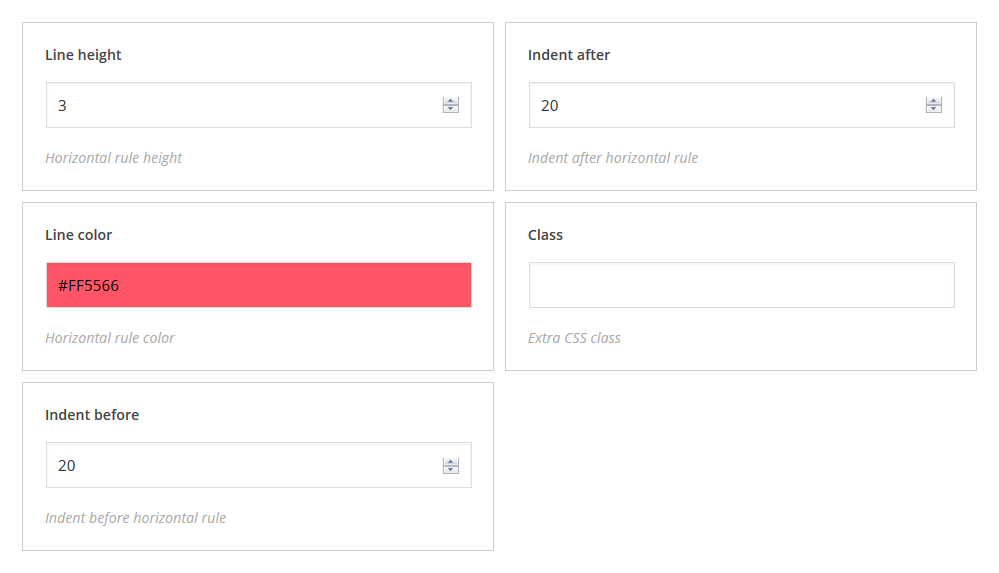 Line height
3
Horizontal rule height
Indent after
20
Indent after horizontal rule
Line color
#FF5566
Horizontal rule color
Class
Extra CSS class
Indent before
20
Indent before horizontal rule